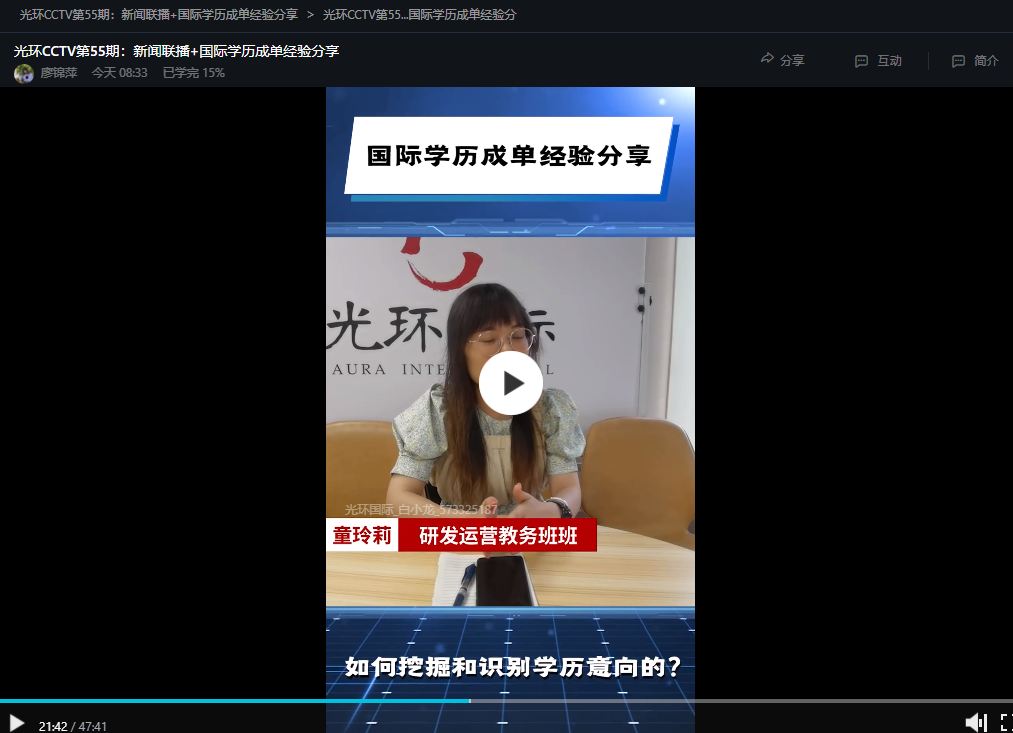 光环CCTV第55期：新闻联播+国际学历成单经验分享 > 光环CCTV第55...国际学历成单经验分
光环CCTV第55期：新闻联播+国际学历成单经验分享
廖锦萍 今天 08:33 已学完 15%
分享 互动 简介
国际学历成单经验分享
光环 际
AURA INTE L
光环国际_白小龙_573325187
童玲莉 研发运营教务班班
如何挖掘和识别学历意向的?
21:42 / 47:41